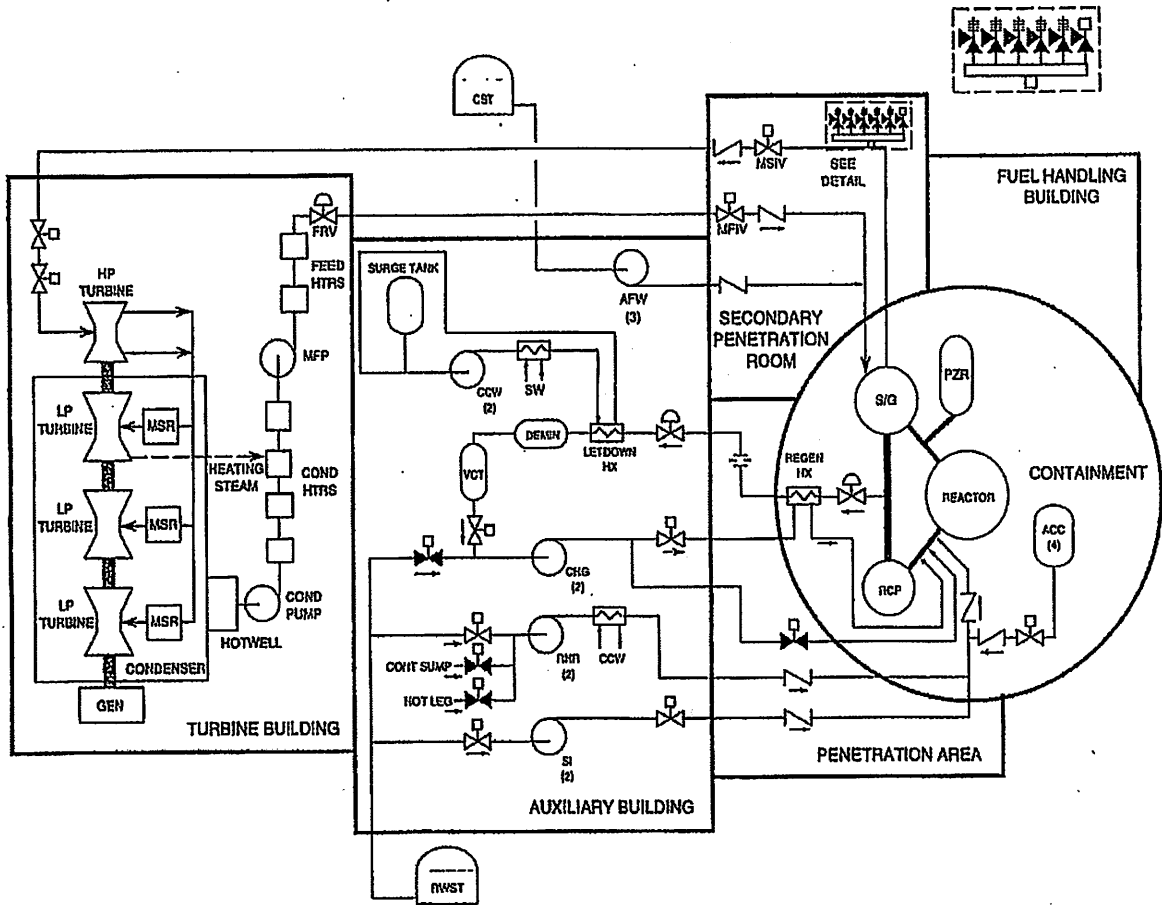 CST
MSIV
SEE
DETAIL
FUEL HANDLING
BUILDING
FRV
MFIV
HP
TURBINE
FEED
HTRS
SURGE TANK
AFW
(3)
SECONDARY
PENETRATION
ROOM
MFP
CCW
(2)
SW
S/G
PZR
LP
TURBINE
MSR
HEATING
STEAM
COND
HTRS
DEMIN
LETDOWN
HX
VCT
REGEN
HX
CONTAINMENT
REACTOR
ACC
(4)
LP
TURBINE
MSR
CHG
(2)
RCP
LP
TURBINE
MSR
COND
PUMP
HOTWELL
CONDENSER
CONT SUMP
RHR
(2)
CCW
HOT LEG
GEN
TURBINE BUILDING
SI
(2)
PENETRATION AREA
AUXILIARY BUILDING
RWST